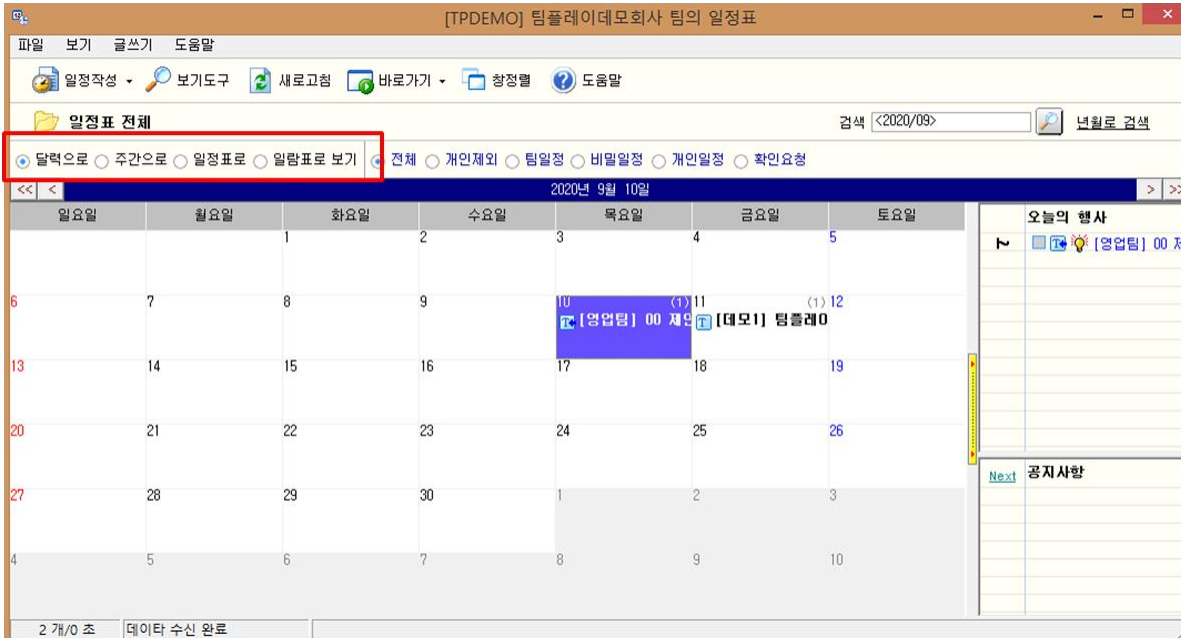 [TPDEMO] 팀플레이데모회사 팀의 일정표
파일 보기 글쓰기 도움말
일정작성 보기도구 새로고침 바로가기 창정렬 도움말
일정표 전체 검색 <2020/09> 년월로 검색
달력으로 주간으로 일정표로 일람표로 보기 전체 개인제외 팀일정 비밀일정 개인일정 확인요청
<< < 2020년 9월 10일 > >>
일요일 월요일 화요일 수요일 목요일 금요일 토요일
1 2 3 4 5
6 7 8 9 10 (1) 11 (1) 12
[영업팀] 00 [데모1] 팀플레
13 14 15 16 17 18 19
20 21 22 23 24 25 26
27 28 29 30 1 2 3
4 5 6 7 8 9 10
오늘의 행사
[영업팀] 00
Next 공지사항
2 개/0 초 데이타 수신 완료